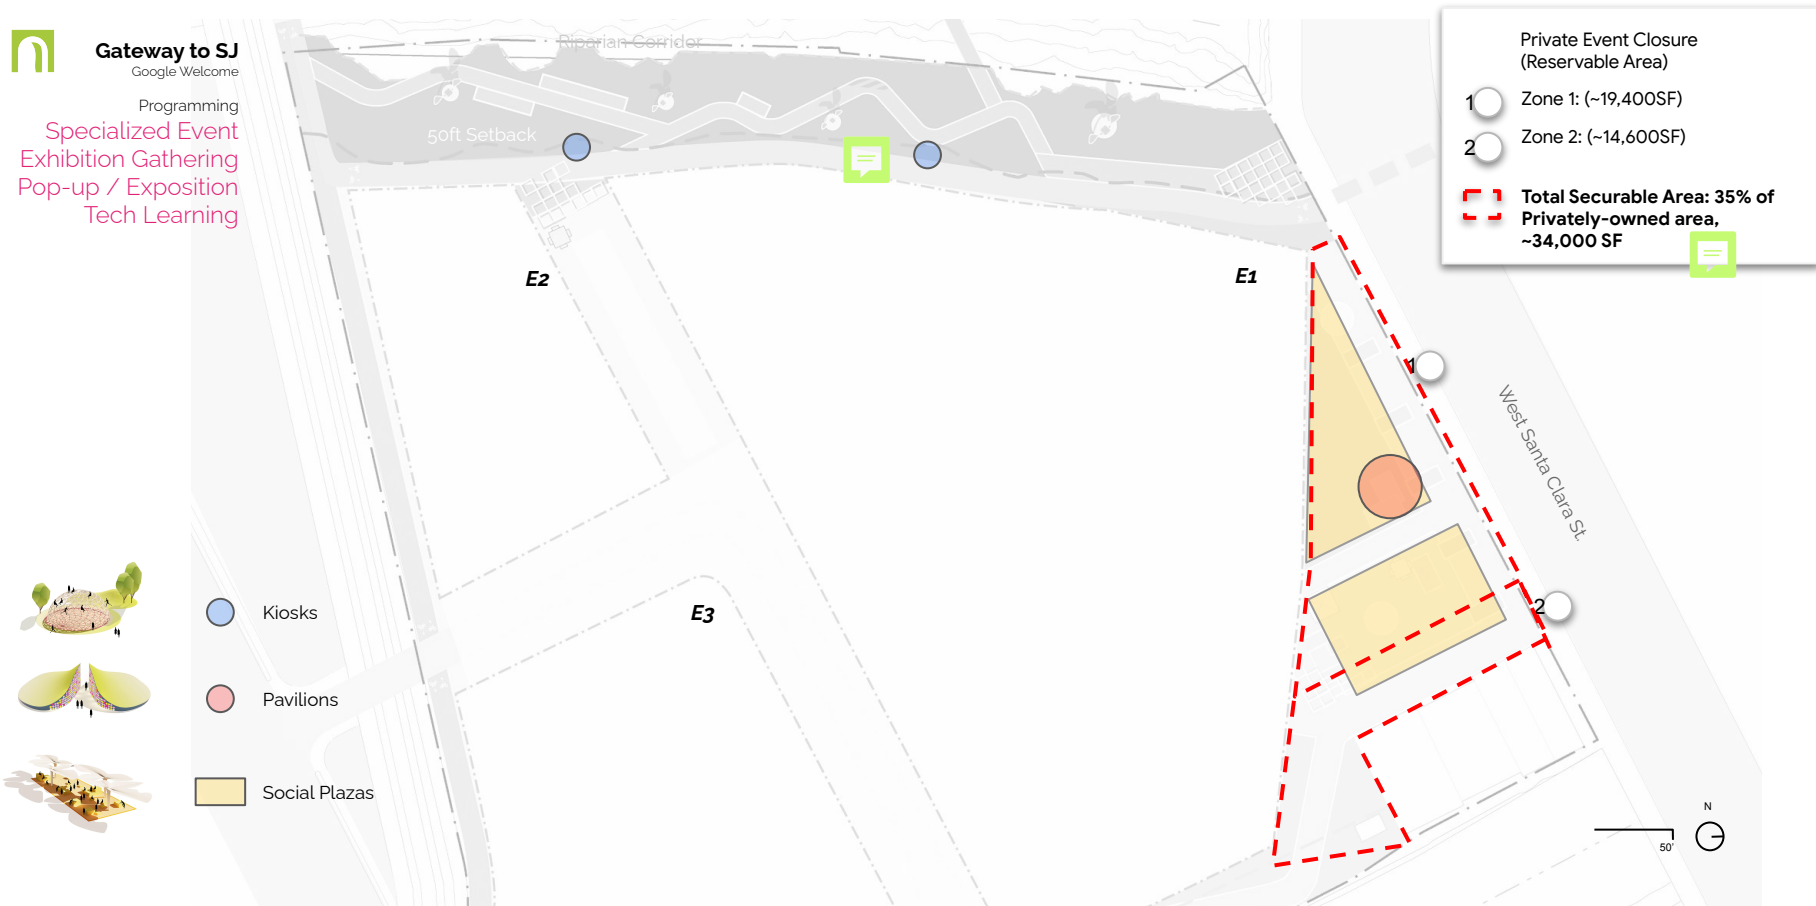 Gateway to SJ
Google Welcome
Programming
Specialized Event
Exhibition Gathering
Pop-up / Exposition
Tech Learning
Riparian Corridor
50ft Setback
E2
E1
E3
1
2
West Santa Clara St.
Private Event Closure
(Reservable Area)
1
Zone 1: (~19,400SF)
2
Zone 2: (~14,600SF)
Total Securable Area: 35% of
Privately-owned area,
~34,000 SF
Kiosks
Pavilions
Social Plazas
50'
N